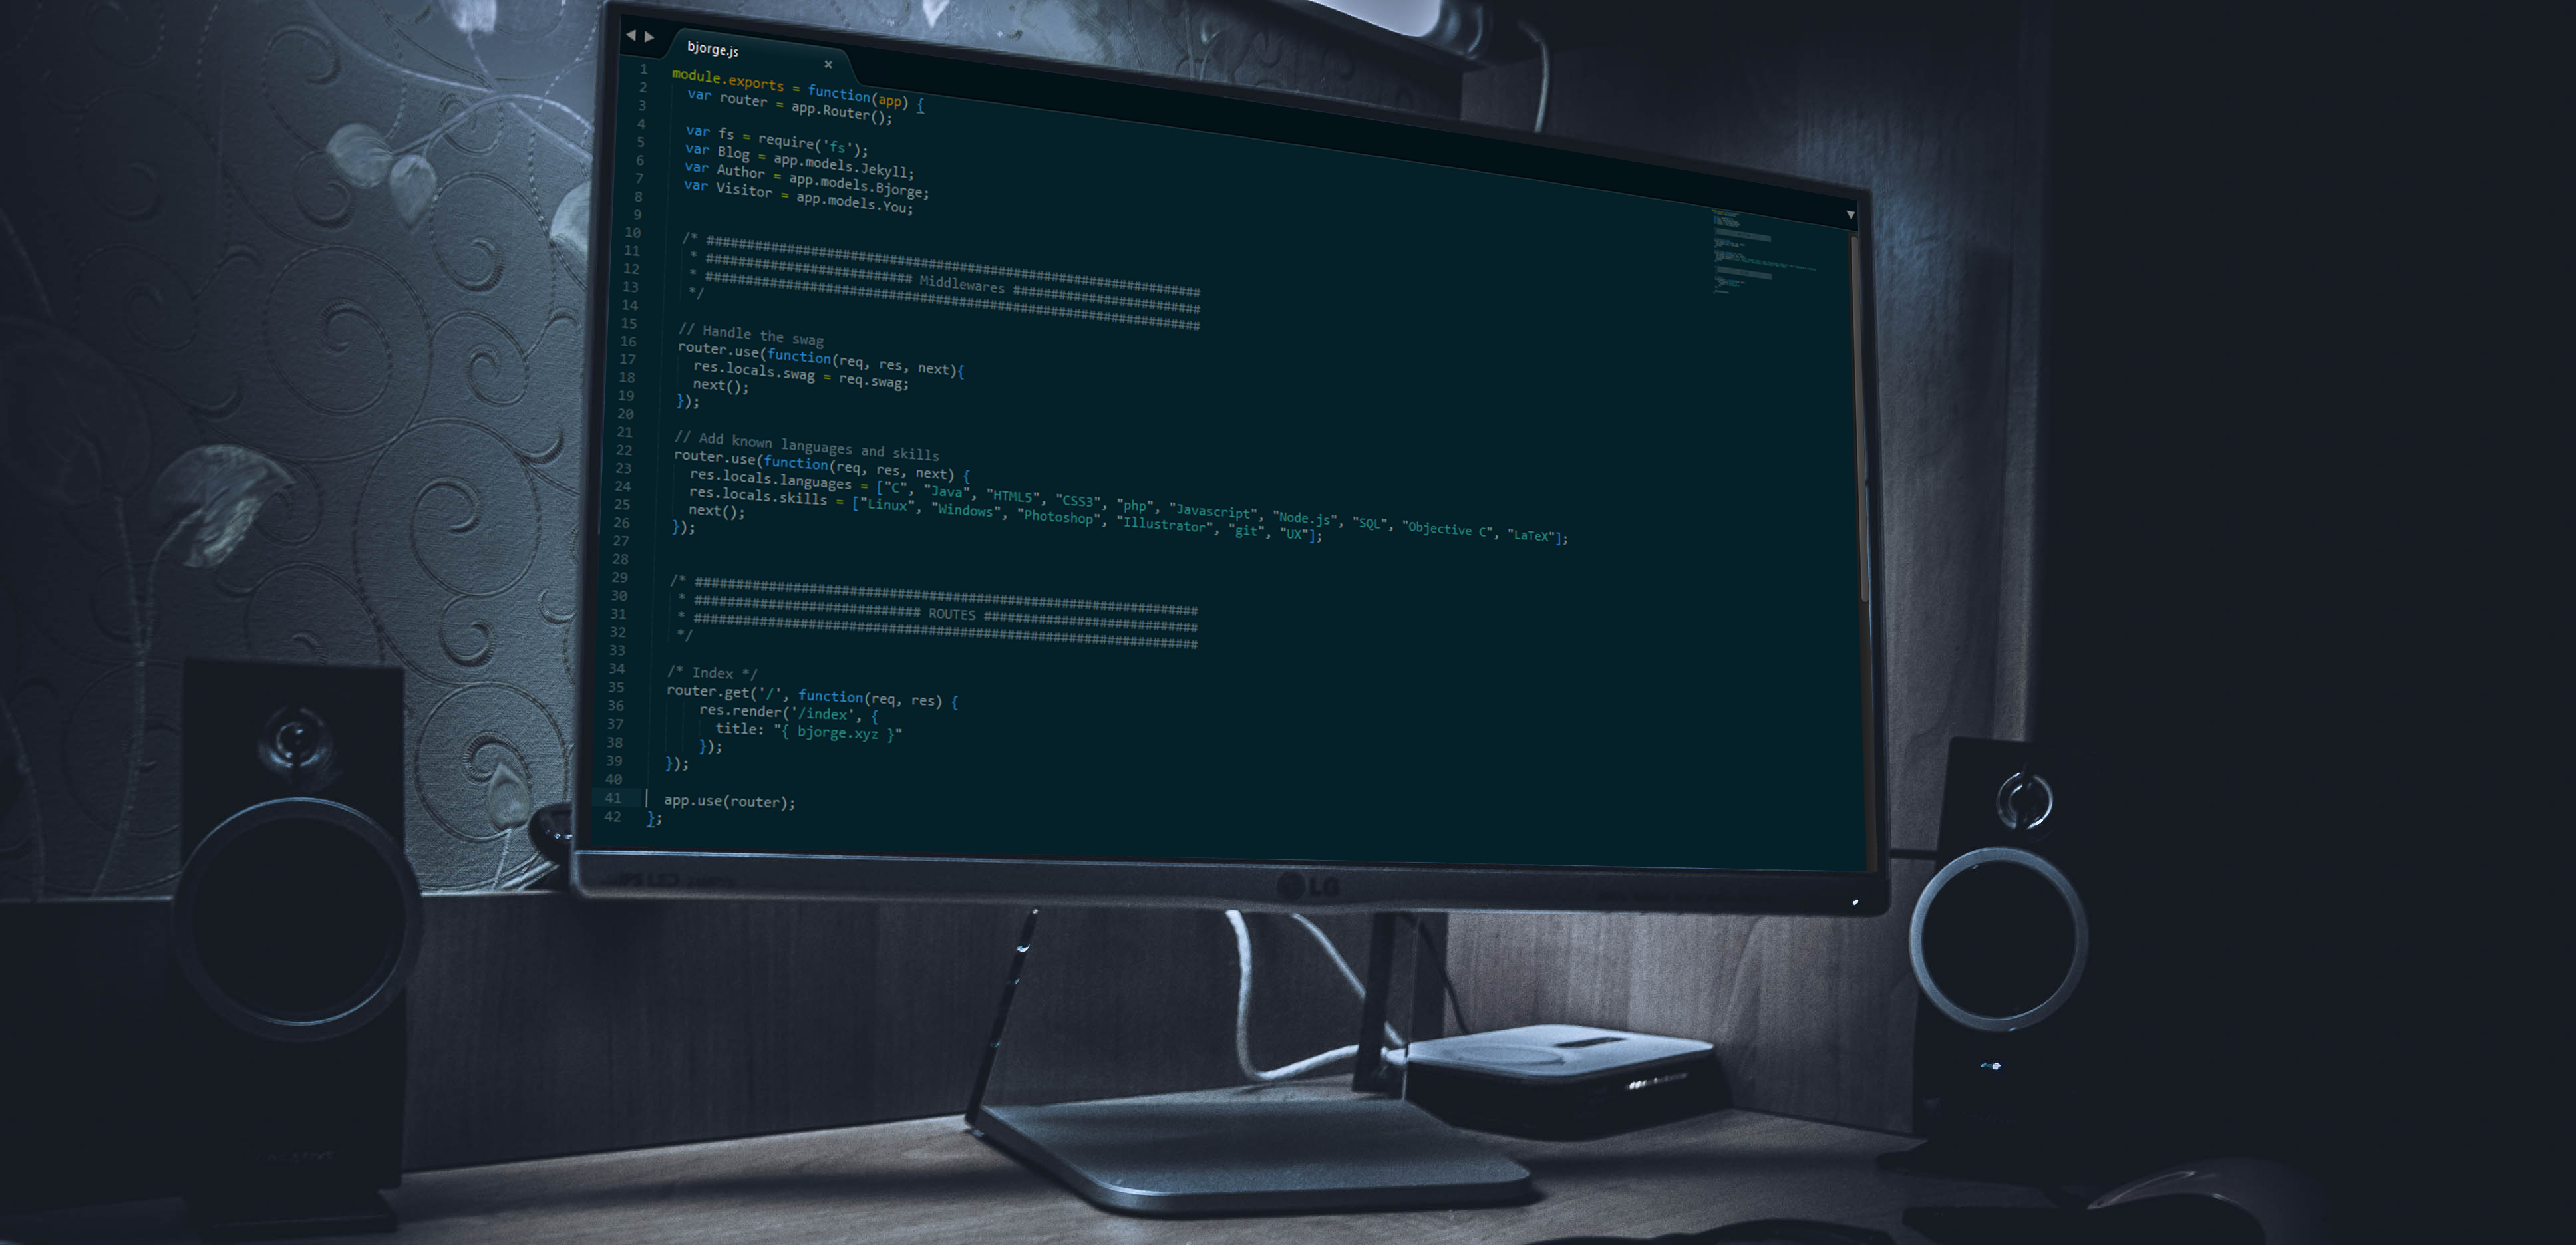 bjorge.js
1 module.exports = function(app) {
2 var router = app.Router();
3
4 var fs = require('fs');
5 var Blog = app.models.Jekyll;
6 var Author = app.models.Bjorge;
7 var Visitor = app.models.You;
8
9
10 /* ##############################################################
11 * ########################## Middlewares ########################
12 * ##############################################################
13 */
14
15 // Handle the swag
16 router.use(function(req, res, next){
17 res.locals.swag = req.swag;
18 next();
19 });
20
21 // Add known languages and skills
22 router.use(function(req, res, next) {
23 res.locals.languages = ["C", "Java", "HTML5", "CSS3", "php", "Javascript", "Node.js", "SQL", "Objective C", "LaTeX"];
24 res.locals.skills = ["Linux", "Windows", "Photoshop", "Illustrator", "git", "UX"];
25 next();
26 });
27
28
29 /* ##############################################################
30 * ############################ ROUTES ###########################
31 * ##############################################################
32 */
33
34 /* Index */
35 router.get('/', function(req, res) {
36 res.render('/index', {
37 title: "{ bjorge.xyz }"
38 });
39 });
40
41 app.use(router);
42 };
LG